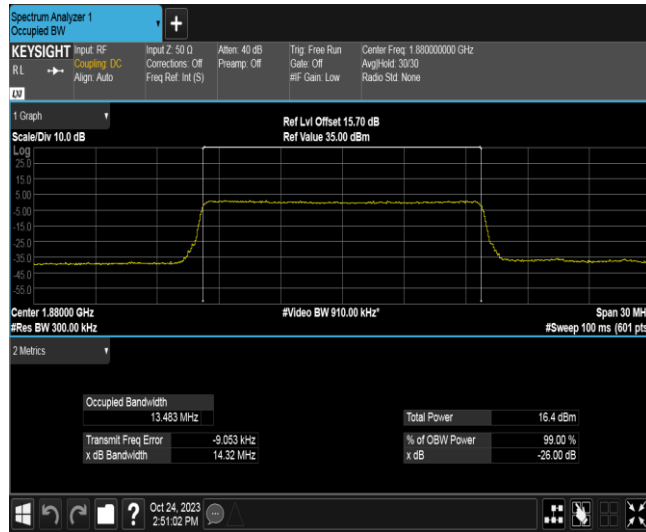 Spectrum Analyzer 1
Occupied BW
+
KEYSIGHT
RL
LXI
Input: RF
Coupling: DC
Align: Auto
Input Z: 50 Ω
Corrections: Off
Freq Ref: Int (S)
Atten: 40 dB
Preamp: Off
Trig: Free Run
Gate: Off
#IF Gain: Low
Center Freq: 1.880000000 GHz
Avg|Hold: 30/30
Radio Std: None
1 Graph
Scale/Div 10.0 dB
Ref Lvl Offset 15.70 dB
Ref Value 35.00 dBm
Log
25.0
15.0
5.00
-5.00
-15.0
-25.0
-35.0
-45.0
-55.0
Center 1.88000 GHz
#Res BW 300.00 kHz
#Video BW 910.00 kHz*
Span 30 MH
#Sweep 100 ms (601 pts
2 Metrics
Occupied Bandwidth
13.483 MHz
Transmit Freq Error -9.053 kHz
x dB Bandwidth 14.32 MHz
Total Power 16.4 dBm
% of OBW Power 99.00 %
x dB -26.00 dB
?
Oct 24, 2023
2:51:02 PM